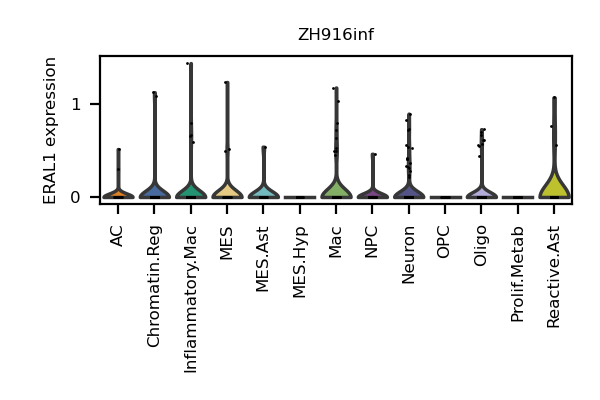 ZH916inf
ERAL1 expression
1
0
AC
Chromatin.Reg
Inflammatory.Mac
MES
MES.Ast
MES.Hyp
Mac
NPC
Neuron
OPC
Oligo
Prolif.Metab
Reactive.Ast